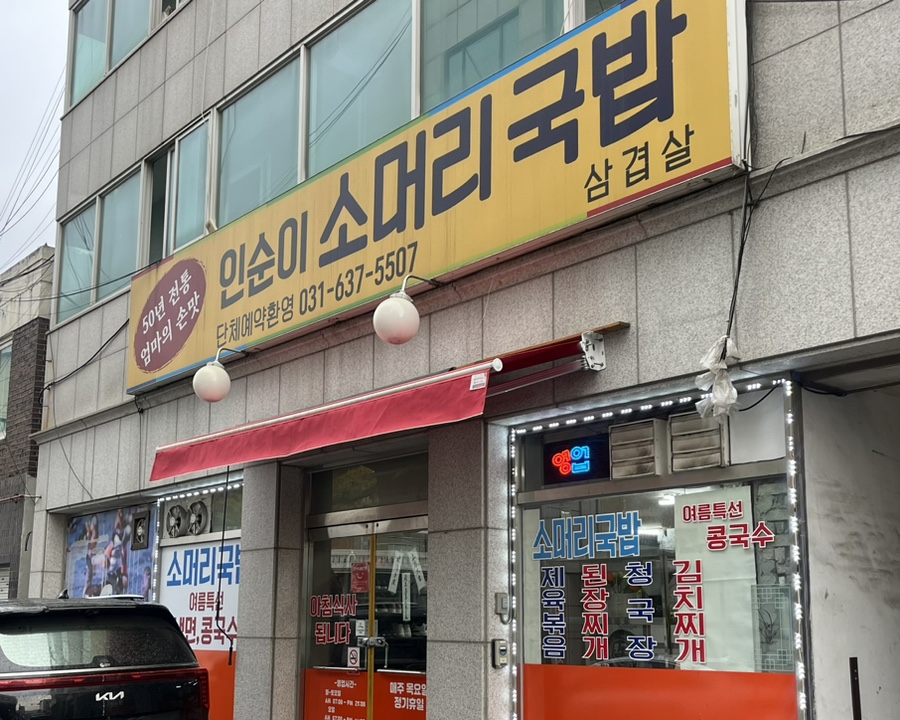 50년 전통
엄마의 손맛
인순이 소머리국밥
단체예약환영 031-637-5507
삼겹살
영업
소머리국밥
여름특선
콩국수
제육볶음
된장찌개
청국장
김치찌개
소머리국밥
여름특선
아침식사
됩니다
-영업시간-
매주 목요일
정기휴일
KIA